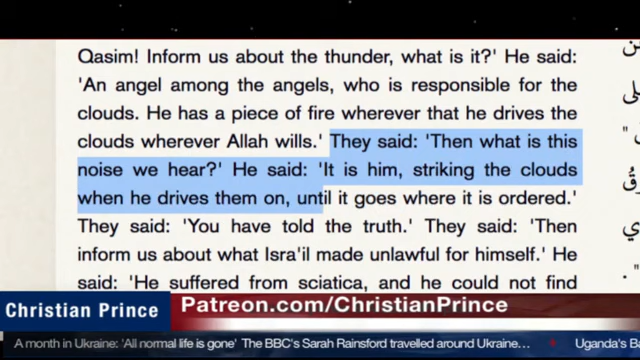 Qasim! Inform us about the thunder, what is it?' He said:
'An angel among the angels, who is responsible for the
clouds. He has a piece of fire wherever that he drives the
clouds wherever Allah wills.' They said: 'Then what is this
noise we hear?' He said: 'It is him, striking the clouds
when he drives them on, until it goes where it is ordered.'
They said: 'You have told the truth.' They said: 'Then
inform us about what Isra'il made unlawful for himself.' He
said: 'He suffered from sciatica, and he could not find
Christian Prince
Patreon.com/ChristianPrince
A month in Ukraine: 'All normal life is gone' The BBC's Sarah Rainsford travelled around Ukraine… Uganda's B